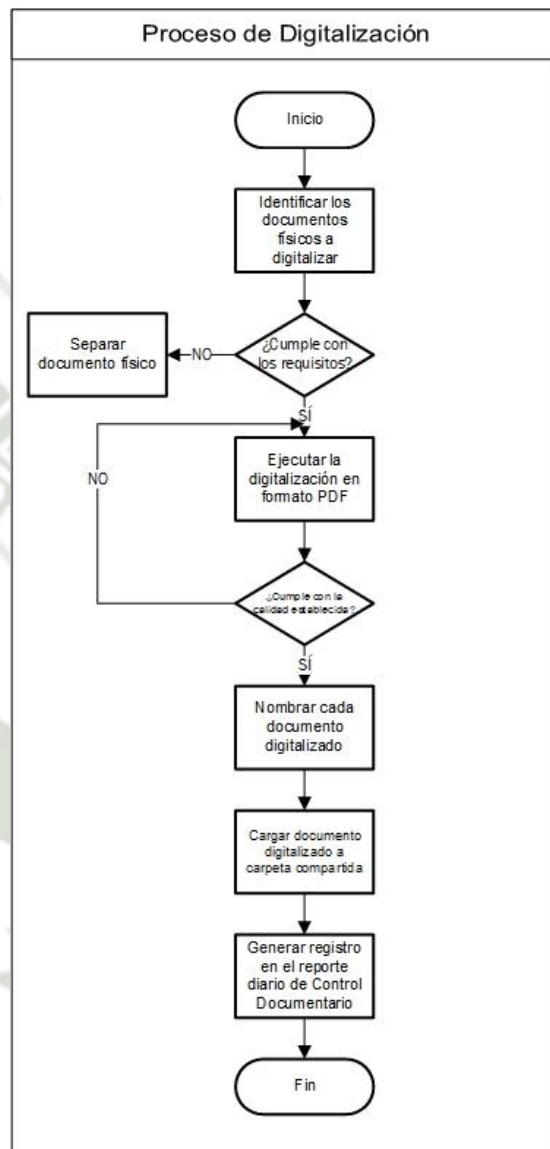 Proceso de Digitalización
Inicio
Identificar los
documentos
físicos a
digitalizar
¿Cumple con
los requisitos?
NO
Separar
documento físico
SÍ
Ejecutar la
digitalización en
formato PDF
NO
¿Cumple con la
calidad establecida?
SÍ
Nombrar cada
documento
digitalizado
Cargar documento
digitalizado a
carpeta compartida
Generar registro
en el reporte
diario de Control
Documentario
Fin